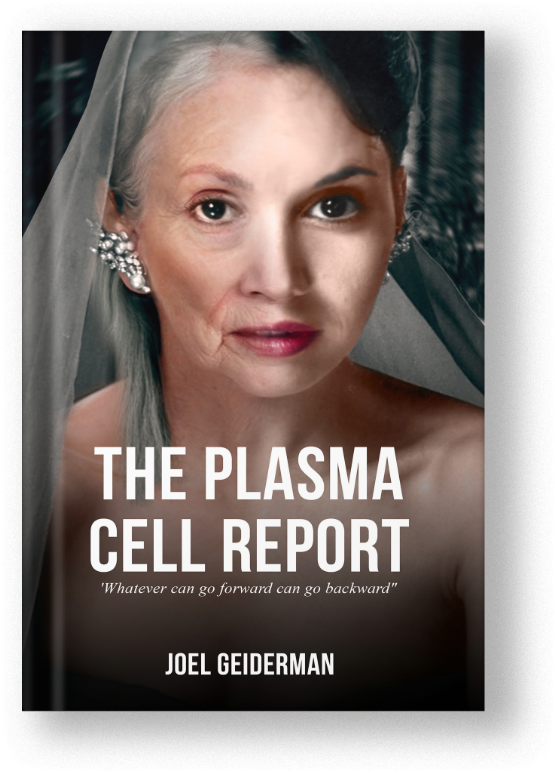 THE PLASMA
CELL REPORT
'Whatever can go forward can go backward"
JOEL GEIDERMAN